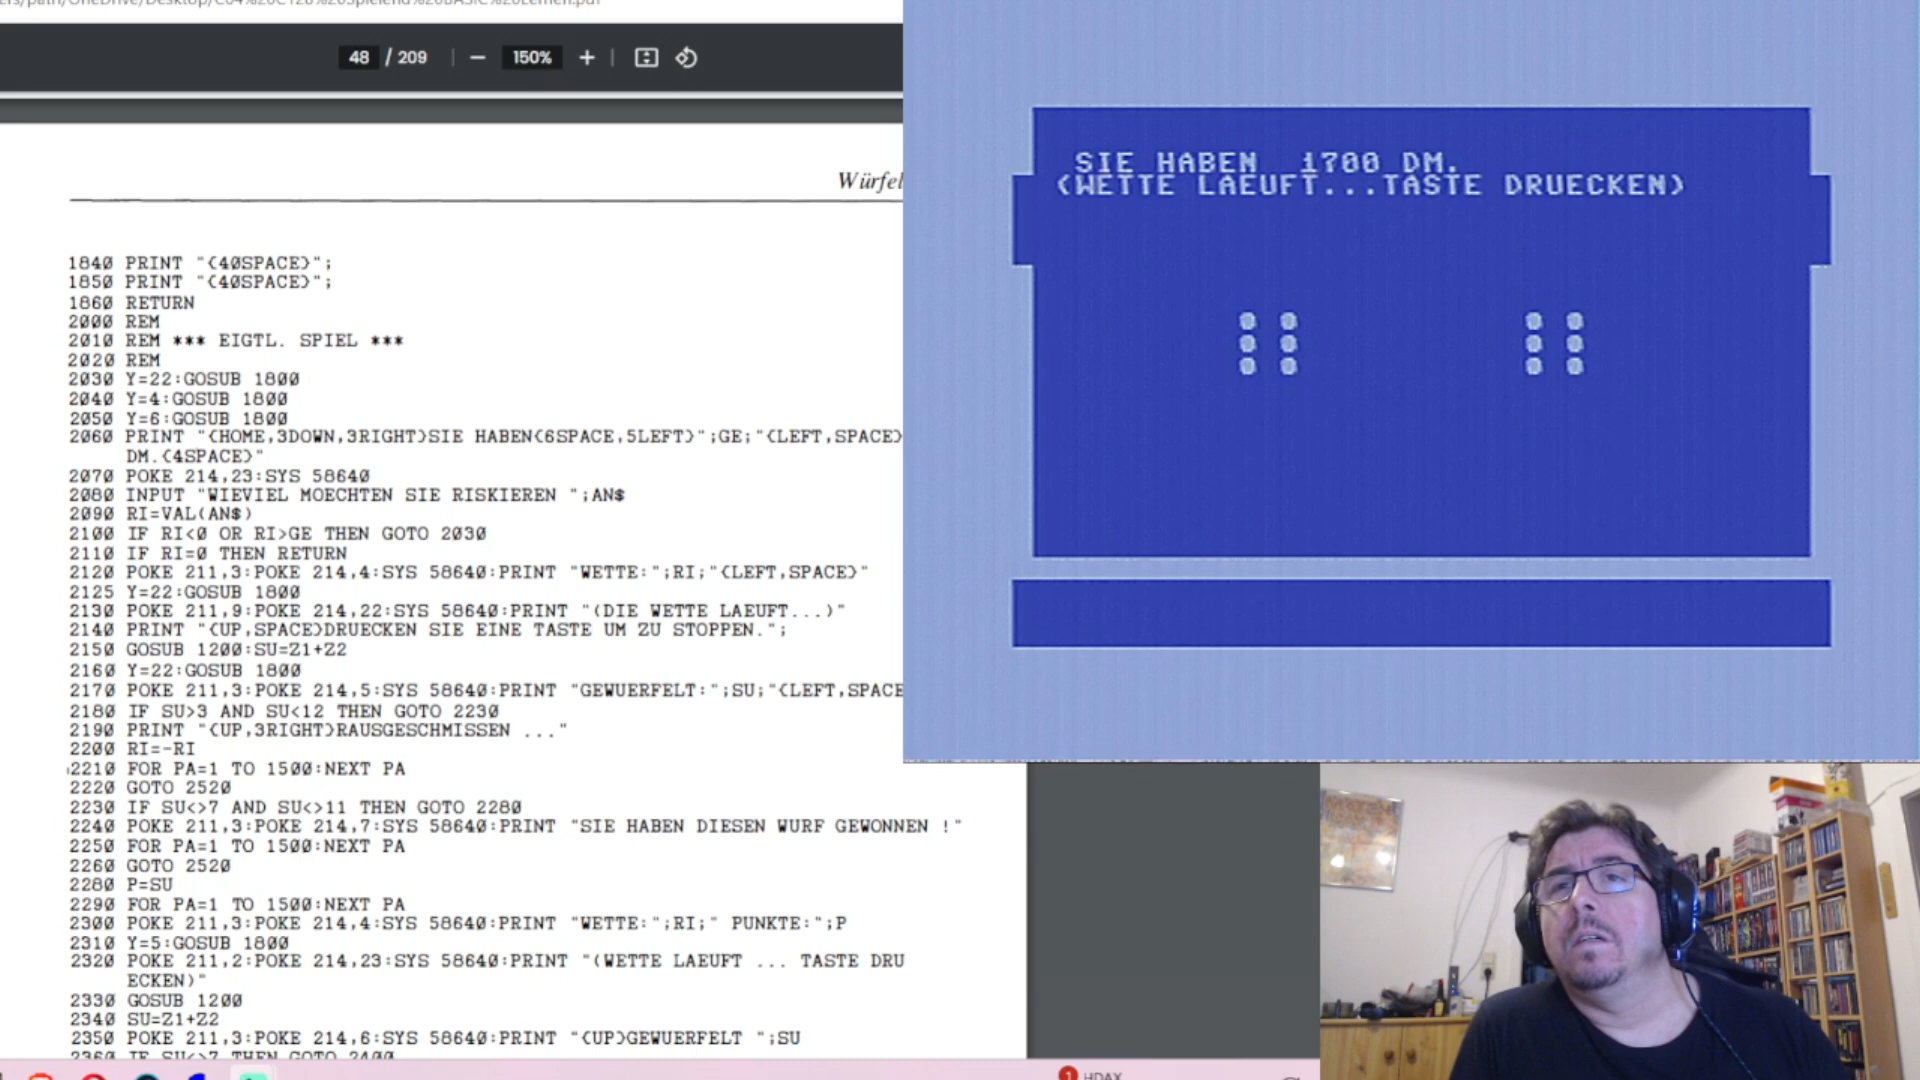 48 / 209 — 150% +
Würfel
1840 PRINT "{40SPACE}";
1850 PRINT "{40SPACE}";
1860 RETURN
2000 REM
2010 REM *** EIGTL. SPIEL ***
2020 REM
2030 Y=22:GOSUB 1800
2040 Y=4:GOSUB 1800
2050 Y=6:GOSUB 1800
2060 PRINT "{HOME,3DOWN,3RIGHT}SIE HABEN{6SPACE,5LEFT}";GE;"{LEFT,SPACE}
DM.{4SPACE}"
2070 POKE 214,23:SYS 58640
2080 INPUT "WIEVIEL MOECHTEN SIE RISKIEREN ";AN$
2090 RI=VAL(AN$)
2100 IF RI<0 OR RI>GE THEN GOTO 2030
2110 IF RI=0 THEN RETURN
2120 POKE 211,3:POKE 214,4:SYS 58640:PRINT "WETTE:";RI;"{LEFT,SPACE}"
2125 Y=22:GOSUB 1800
2130 POKE 211,9:POKE 214,22:SYS 58640:PRINT "(DIE WETTE LAEUFT...)"
2140 PRINT "{UP,SPACE}DRUECKEN SIE EINE TASTE UM ZU STOPPEN.";
2150 GOSUB 1200:SU=Z1+Z2
2160 Y=22:GOSUB 1800
2170 POKE 211,3:POKE 214,5:SYS 58640:PRINT "GEWUERFELT:";SU;"{LEFT,SPACE
2180 IF SU>3 AND SU<12 THEN GOTO 2230
2190 PRINT "{UP,3RIGHT}RAUSGESCHMISSEN ..."
2200 RI=-RI
2210 FOR PA=1 TO 1500:NEXT PA
2220 GOTO 2520
2230 IF SU<>7 AND SU<>11 THEN GOTO 2280
2240 POKE 211,3:POKE 214,7:SYS 58640:PRINT "SIE HABEN DIESEN WURF GEWONNEN !"
2250 FOR PA=1 TO 1500:NEXT PA
2260 GOTO 2520
2280 P=SU
2290 FOR PA=1 TO 1500:NEXT PA
2300 POKE 211,3:POKE 214,4:SYS 58640:PRINT "WETTE:";RI;" PUNKTE:";P
2310 Y=5:GOSUB 1800
2320 POKE 211,2:POKE 214,23:SYS 58640:PRINT "(WETTE LAEUFT ... TASTE DRU
ECKEN)"
2330 GOSUB 1200
2340 SU=Z1+Z2
2350 POKE 211,3:POKE 214,6:SYS 58640:PRINT "{UP}GEWUERFELT ";SU
2360 IF SU<>7 THEN GOTO 2400
SIE HABEN 1700 DM.
(WETTE LAEUFT...TASTE DRUECKEN)
1 HDAX